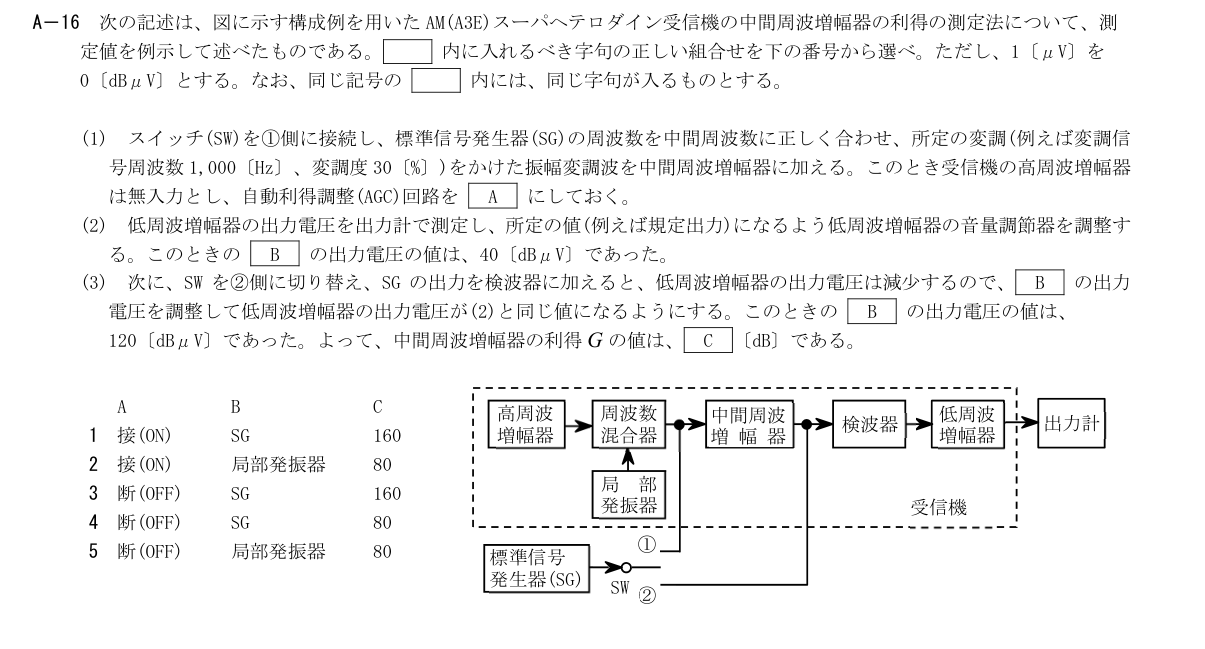 A－16 次の記述は、図に示す構成例を用いた AM(A3E)スーパヘテロダイン受信機の中間周波増幅器の利得の測定法について、測
定値を例示して述べたものである。 内に入れるべき字句の正しい組合せを下の番号から選べ。ただし、1〔μV〕を
0〔dBμV〕とする。なお、同じ記号の 内には、同じ字句が入るものとする。
(1) スイッチ(SW)を①側に接続し、標準信号発生器(SG)の周波数を中間周波数に正しく合わせ、所定の変調(例えば変調信
号周波数 1,000〔Hz〕、変調度 30〔%〕)をかけた振幅変調波を中間周波増幅器に加える。このとき受信機の高周波増幅器
は無入力とし、自動利得調整(AGC)回路を A にしておく。
(2) 低周波増幅器の出力電圧を出力計で測定し、所定の値(例えば規定出力)になるよう低周波増幅器の音量調節器を調整す
る。このときの B の出力電圧の値は、40〔dBμV〕であった。
(3) 次に、SW を②側に切り替え、SG の出力を検波器に加えると、低周波増幅器の出力電圧は減少するので、 B の出力
電圧を調整して低周波増幅器の出力電圧が(2)と同じ値になるようにする。このときの B の出力電圧の値は、
120〔dBμV〕であった。よって、中間周波増幅器の利得 G の値は、 C 〔dB〕である。
A B C
1 接(ON) SG 160
2 接(ON) 局部発振器 80
3 断(OFF) SG 160
4 断(OFF) SG 80
5 断(OFF) 局部発振器 80
高周波
増幅器
周波数
混合器
中間周波
増 幅 器
検波器
低周波
増幅器
出力計
局 部
発振器
受信機
標準信号
発生器(SG)
SW
①
②